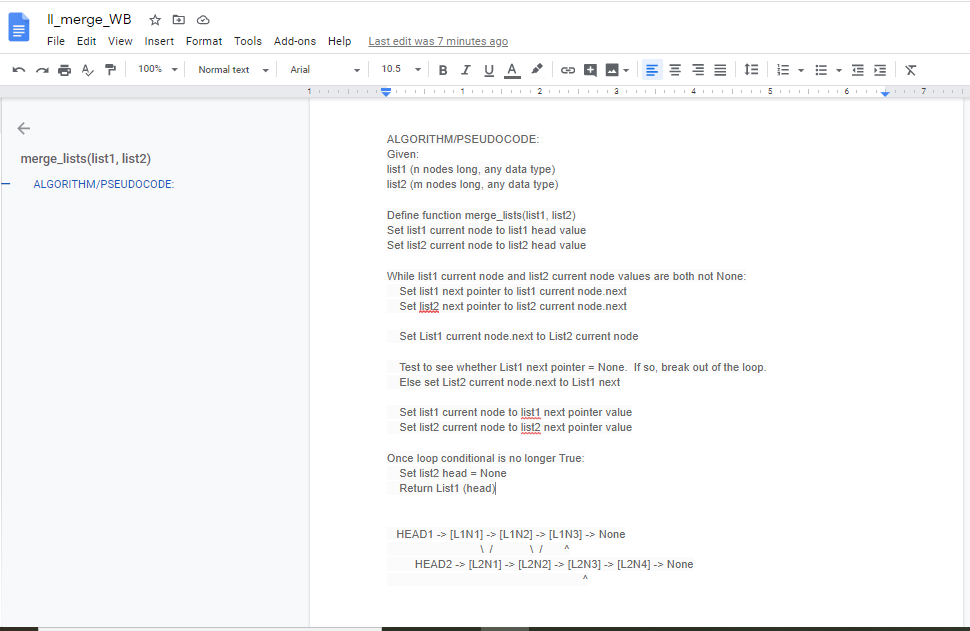 ll_merge_WB
File Edit View Insert Format Tools Add-ons Help Last edit was 7 minutes ago
100% Normal text Arial 10.5 B I U A
1 1 2 3 4 5 6 7
merge_lists(list1, list2)
ALGORITHM/PSEUDOCODE:
ALGORITHM/PSEUDOCODE:
Given:
list1 (n nodes long, any data type)
list2 (m nodes long, any data type)
Define function merge_lists(list1, list2)
Set list1 current node to list1 head value
Set list2 current node to list2 head value
While list1 current node and list2 current node values are both not None:
Set list1 next pointer to list1 current node.next
Set list2 next pointer to list2 current node.next
Set List1 current node.next to List2 current node
Test to see whether List1 next pointer = None.  If so, break out of the loop.
Else set List2 current node.next to List1 next
Set list1 current node to list1 next pointer value
Set list2 current node to list2 next pointer value
Once loop conditional is no longer True:
Set list2 head = None
Return List1 (head)
HEAD1 -> [L1N1] -> [L1N2] -> [L1N3] -> None
\ / \ / ^
HEAD2 -> [L2N1] -> [L2N2] -> [L2N3] -> [L2N4] -> None
^